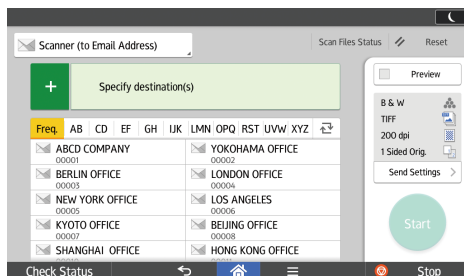 Scanner (to Email Address)
Scan Files Status
Reset
+ Specify destination(s)
Preview
Freq. AB CD EF GH IJK LMN OPQ RST UVW XYZ
B & W
TIFF
200 dpi
1 Sided Orig.
Send Settings
ABCD COMPANY
00001
YOKOHAMA OFFICE
00002
BERLIN OFFICE
00003
LONDON OFFICE
00004
NEW YORK OFFICE
00005
LOS ANGELES
00006
KYOTO OFFICE
00007
BEIJING OFFICE
00008
SHANGHAI OFFICE
HONG KONG OFFICE
Start
Check Status
Stop